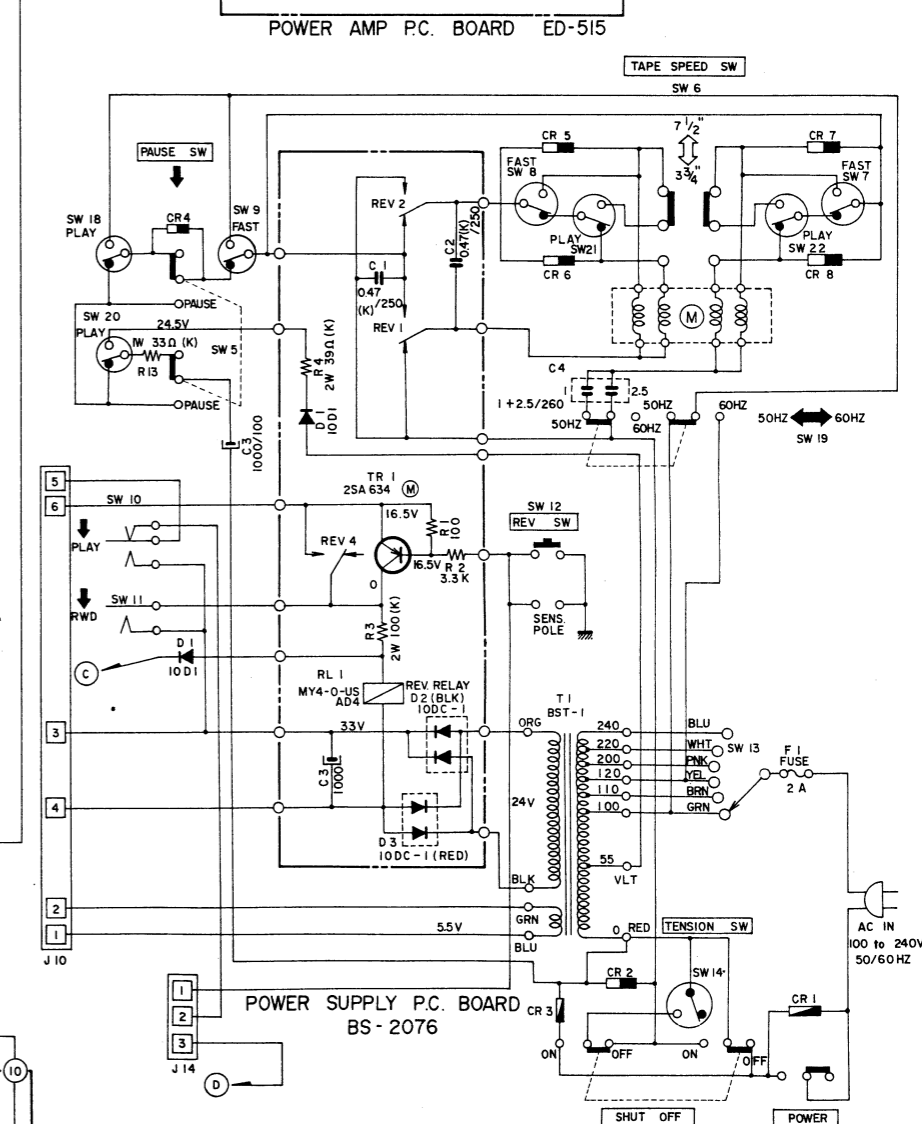 POWER AMP P.C. BOARD ED-515
TAPE SPEED SW
SW 6
7 1/2"
3 3/4"
CR 5
CR 7
FAST
SW 8
FAST
SW 7
PLAY
SW21
PLAY
SW 22
CR 6
CR 8
PAUSE SW
SW 18
PLAY
CR4
SW 9
FAST
PAUSE
SW 20
PLAY
24.5V
1W 33Ω (K)
R13
SW 5
PAUSE
C3
1000/100
REV 2
C 1
0.47
(K)/250
C2
0.47(K)
/250
REV 1
R4
2W 39Ω (K)
D1
10D1
M
C4
1
2.5
1+2.5/260
50HZ
60HZ
50HZ
60HZ
50HZ
60HZ
SW 19
5
6
SW 10
PLAY
SW 11
RWD
D 1
10D1
C
TR 1
2SA 634 M
16.5V
R 1
100
REV 4
16.5V
R 2
3.3 K
0
R3
2W 100(K)
SW 12
REV SW
SENS.
POLE
RL 1
MY4-0-US
AD4
REV. RELAY
D2(BLK)
10DC-1
3
33V
C3
1000
4
D3
10DC-1(RED)
ORG
T 1
BST-1
24V
BLK
GRN
BLU
240
220
200
120
110
100
55
VLT
0
RED
BLU
WHT
PNK
YEL
BRN
GRN
SW 13
F 1
FUSE
2 A
2
1
5.5V
J 10
AC IN
100 to 240V
50/60HZ
TENSION SW
SW14
CR 2
CR 3
CR 1
1
2
3
J 14
D
POWER SUPPLY P.C. BOARD
BS-2076
ON
OFF
ON
OFF
SHUT OFF
POWER
10